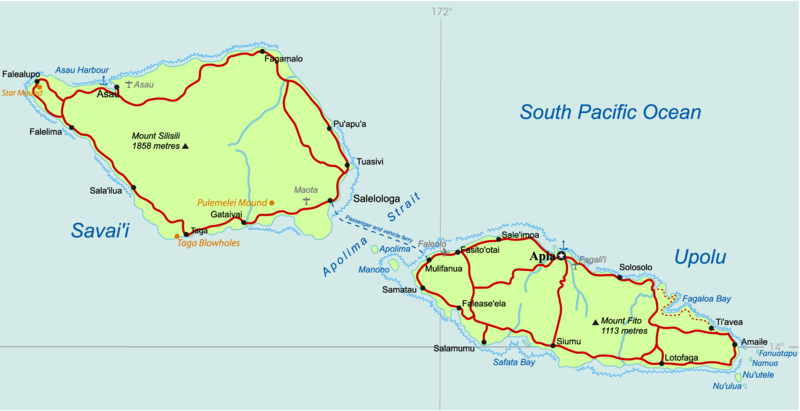 172°
Fagamalo
Asau Harbour
Falealupo
Star Mound
Asau
Asau
South Pacific Ocean
Pu'apu'a
Falelima
Mount Silisili
1858 metres
Tuasivi
Sala'ilua
Maota
Pulemelei Mound
Salelologa
Gataivai
Savai'i
Taga
Taga Blowholes
Passenger and vehicle ferry
Apolima Strait
Apolima
Manono
Faleolo
Sale'imoa
Fasito'otai
Mulifanua
Apia
Fagali'i
Solosolo
Upolu
Samatau
Falease'ela
Fagaloa Bay
Mount Fito
1113 metres
Ti'avea
Salamumu
Siumu
Safata Bay
Lotofaga
Amaile
14°
Fanuatapu
Namua
Nu'utele
Nu'ulua